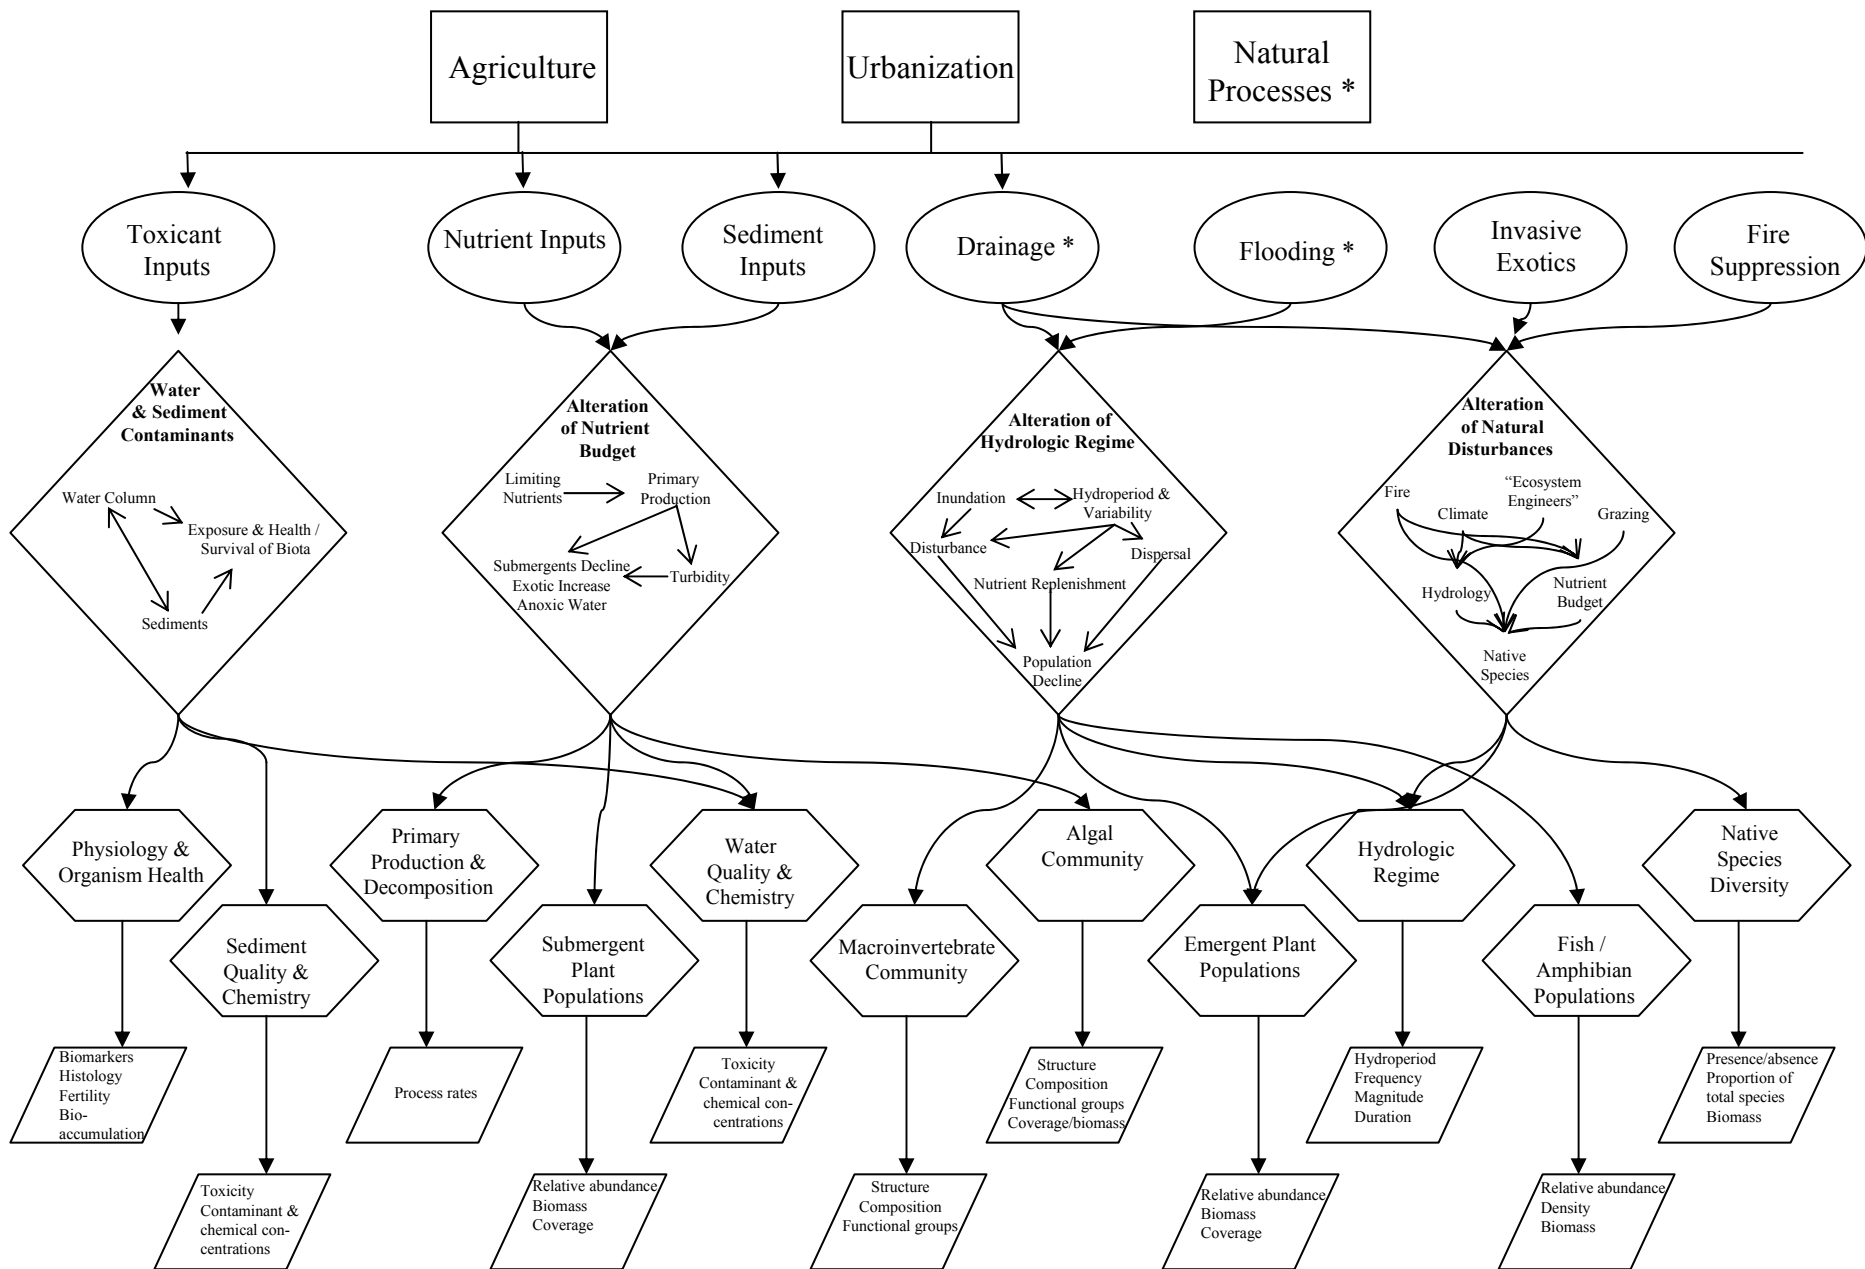 Agriculture
Urbanization
Natural
Processes *
Toxicant
Inputs
Nutrient Inputs
Sediment
Inputs
Drainage *
Flooding *
Invasive
Exotics
Fire
Suppression
Water
& Sediment
Contaminants
Water Column
Exposure & Health /
Survival of Biota
Sediments
Alteration
of Nutrient
Budget
Limiting
Nutrients
Primary
Production
Submergents Decline
Exotic Increase
Anoxic Water
Turbidity
Alteration of
Hydrologic Regime
Inundation
Hydroperiod &
Variability
Disturbance
Dispersal
Nutrient Replenishment
Population
Decline
Alteration
of Natural
Disturbances
Fire
Climate
“Ecosystem
Engineers”
Grazing
Hydrology
Nutrient
Budget
Native
Species
Physiology &
Organism Health
Sediment
Quality &
Chemistry
Primary
Production &
Decomposition
Submergent
Plant
Populations
Water
Quality &
Chemistry
Macroinvertebrate
Community
Algal
Community
Emergent Plant
Populations
Hydrologic
Regime
Fish /
Amphibian
Populations
Native
Species
Diversity
Biomarkers
Histology
Fertility
Bio-
accumulation
Toxicity
Contaminant &
chemical con-
centrations
Process rates
Relative abundance
Biomass
Coverage
Toxicity
Contaminant &
chemical con-
centrations
Structure
Composition
Functional groups
Structure
Composition
Functional groups
Coverage/biomass
Relative abundance
Biomass
Coverage
Hydroperiod
Frequency
Magnitude
Duration
Relative abundance
Density
Biomass
Presence/absence
Proportion of
total species
Biomass